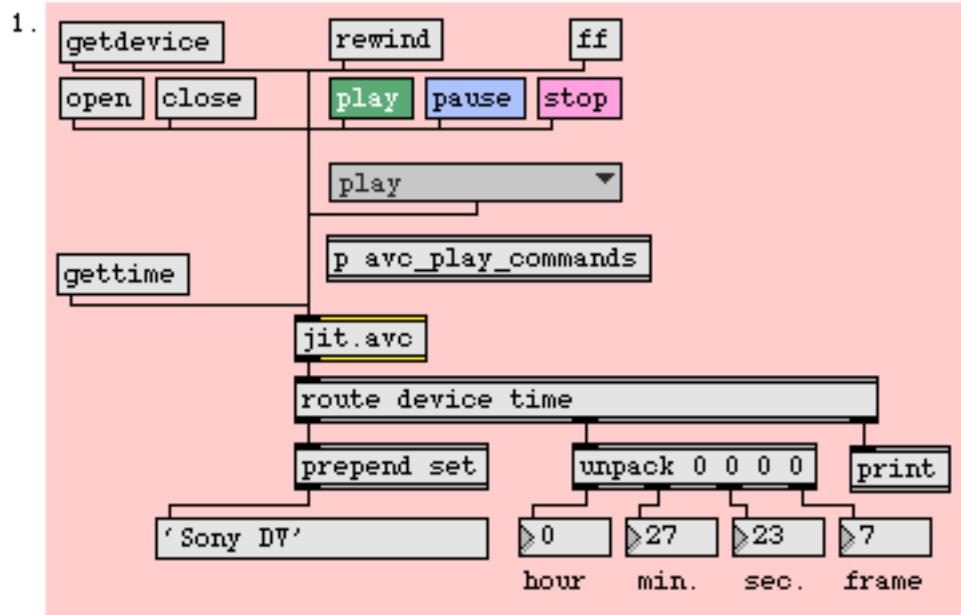 1.
getdevice rewind ff
open close play pause stop
play
p avc_play_commands
gettime
jit.avc
route device time
prepend set unpack 0 0 0 0 print
'Sony DV' 0 27 23 7
hour min. sec. frame